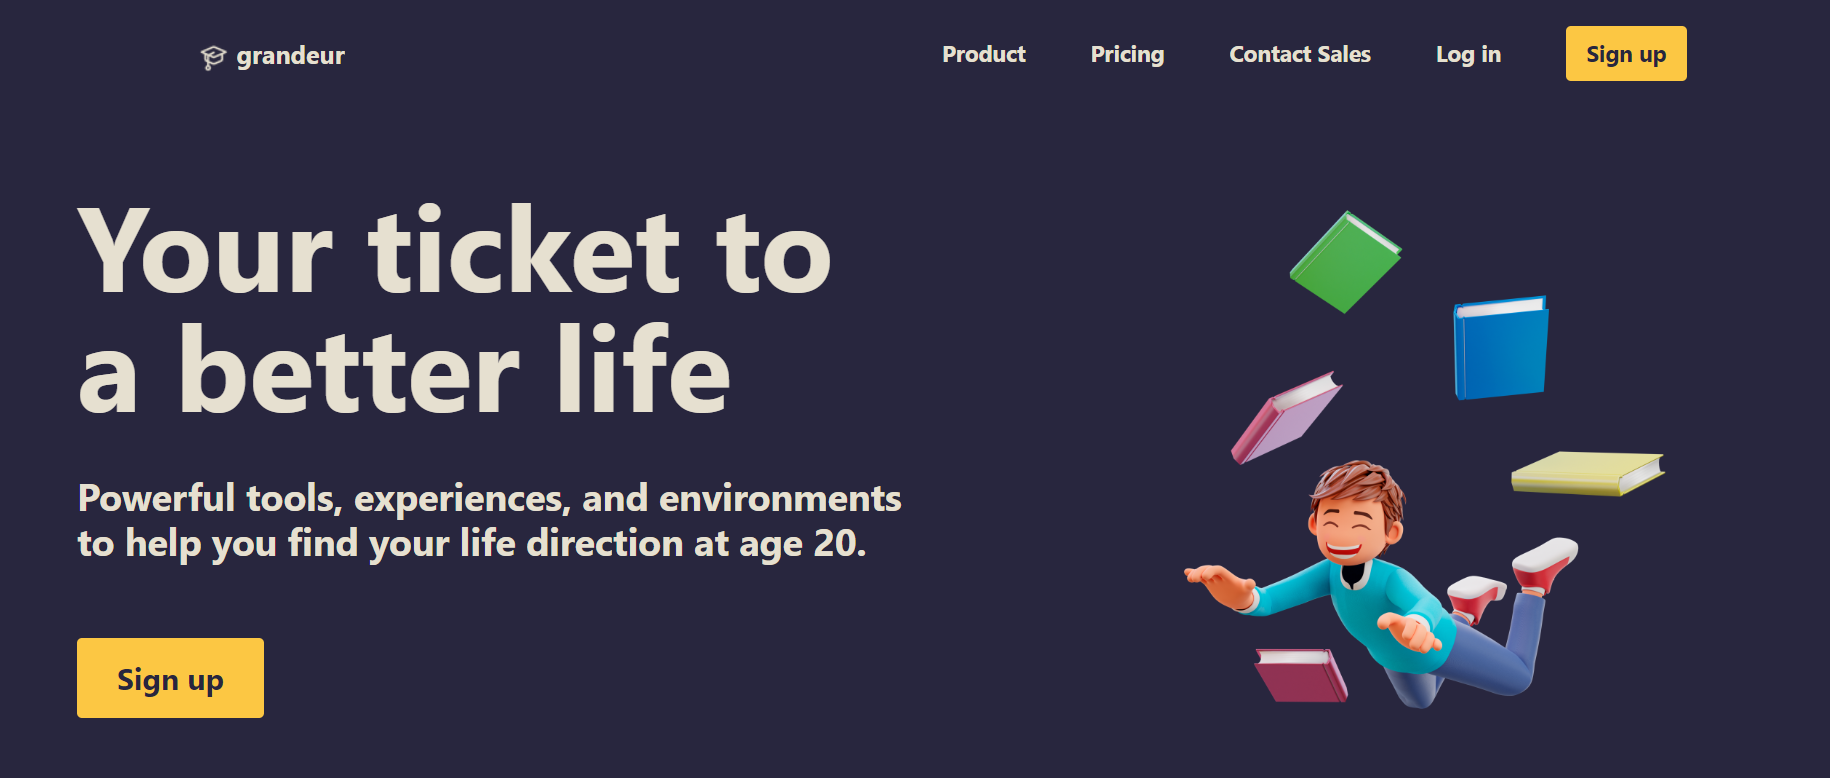 grandeur
Product
Pricing
Contact Sales
Log in
Sign up
Your ticket to
a better life
Powerful tools, experiences, and environments
to help you find your life direction at age 20.
Sign up